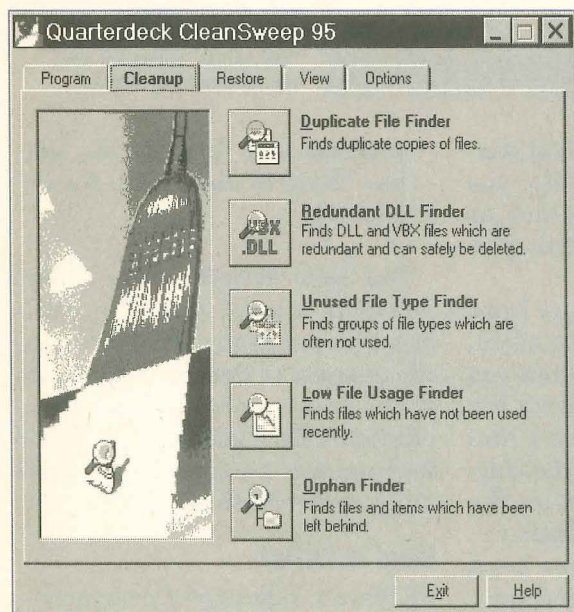 Quarterdeck CleanSweep 95
Program Cleanup Restore View Options
Duplicate File Finder
Finds duplicate copies of files.
VBX
.DLL
Redundant DLL Finder
Finds DLL and VBX files which are
redundant and can safely be deleted.
Unused File Type Finder
Finds groups of file types which are
often not used.
Low File Usage Finder
Finds files which have not been used
recently.
Orphan Finder
Finds files and items which have been
left behind.
Exit Help